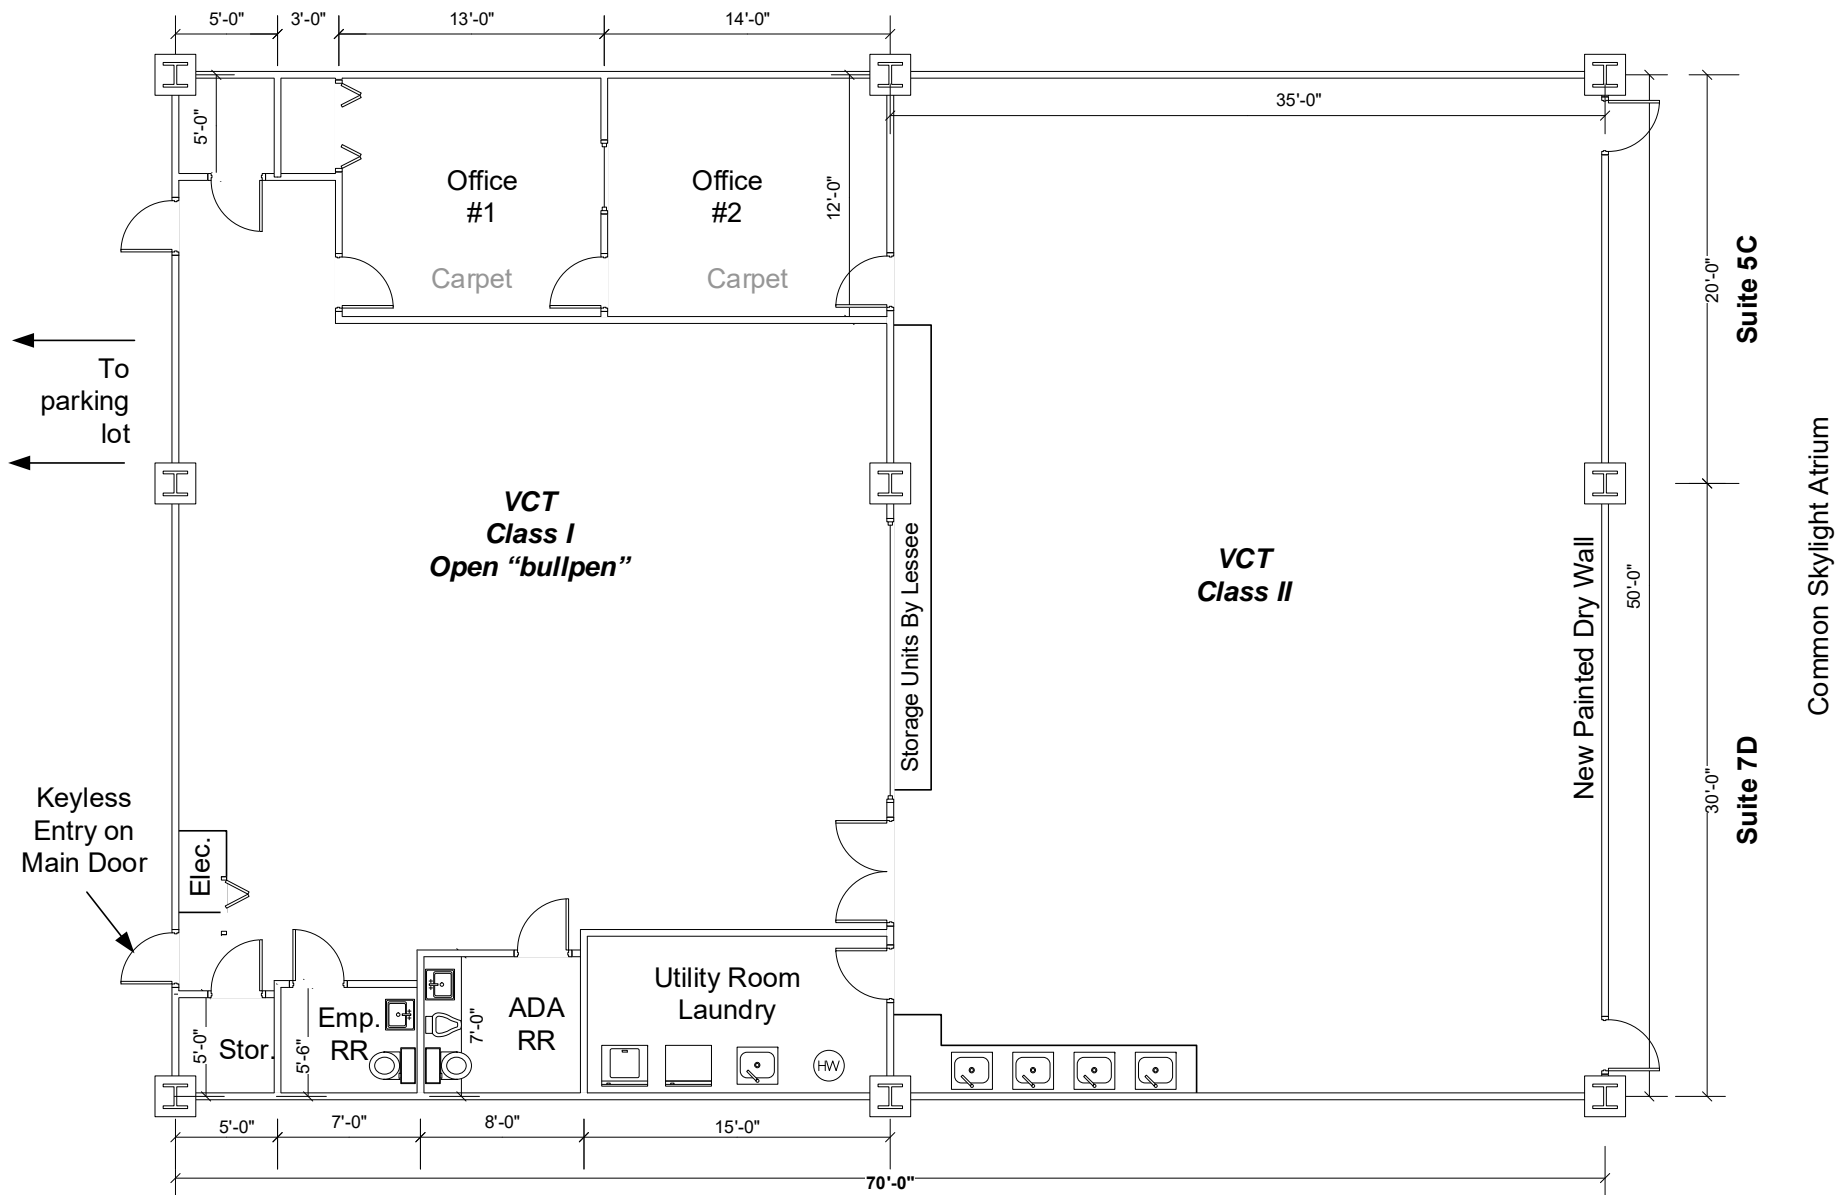 5'-0"
3'-0"
13'-0"
14'-0"
35'-0"
5'-0"
Office
#1
Office
#2
12'-0"
Carpet
Carpet
20'-0"
Suite 5C
To
parking
lot
VCT
Class I
Open “bullpen”
VCT
Class II
Storage Units By Lessee
New Painted Dry Wall
50'-0"
Common Skylight Atrium
30'-0"
Suite 7D
Keyless
Entry on
Main Door
Elec.
Utility Room
Laundry
ADA
RR
7'-0"
Emp.
RR
5'-6"
Stor.
5'-0"
HW
5'-0"
7'-0"
8'-0"
15'-0"
70'-0"